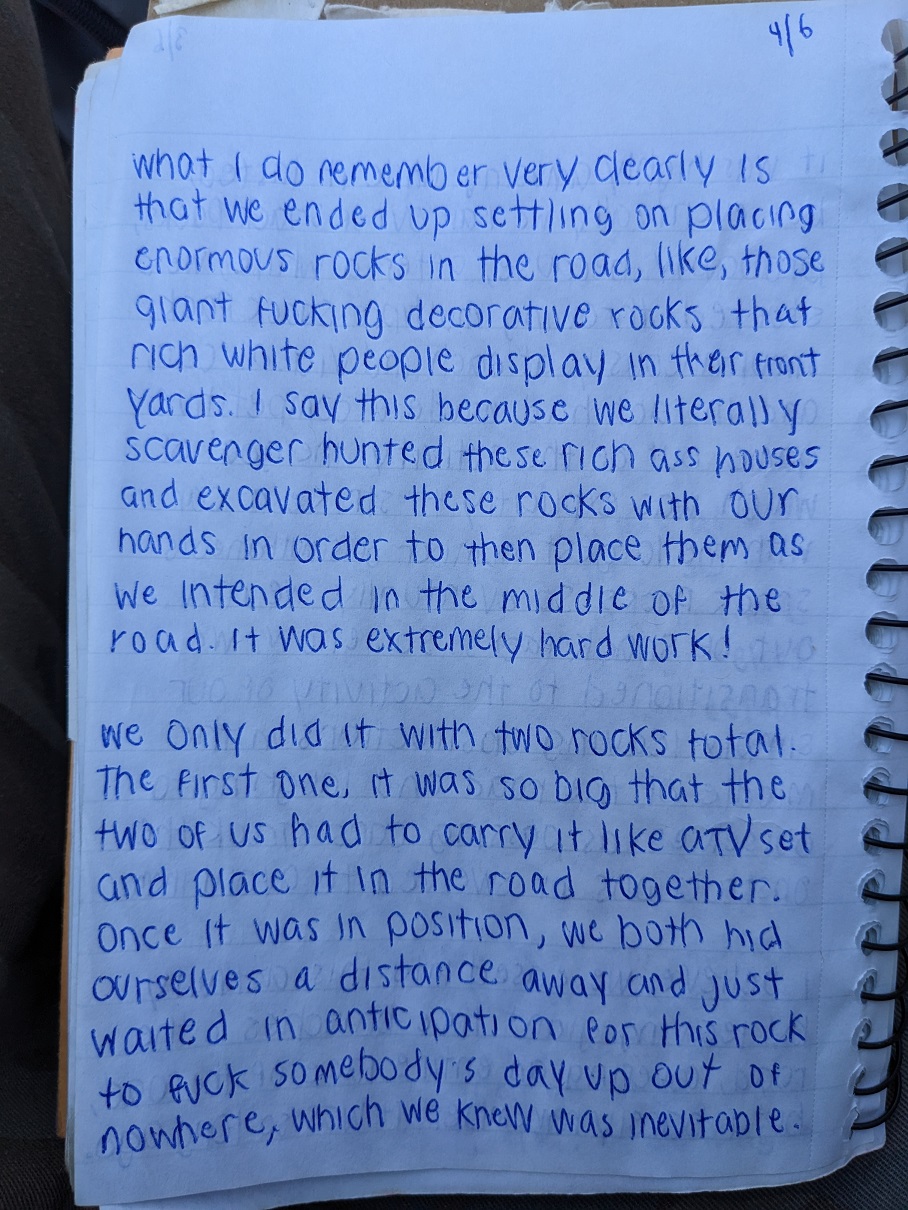 4/6
what I do remember very clearly is
that we ended up settling on placing
enormous rocks in the road, like, those
giant fucking decorative rocks that
rich white people display in their front
yards. I say this because we literally
scavenger hunted these rich ass houses
and excavated these rocks with our
hands in order to then place them as
we intended in the middle of the
road. it was extremely hard work!
we only did it with two rocks total.
The first one, it was so big that the
two of us had to carry it like a TV set
and place it in the road together.
Once it was in position, we both hid
ourselves a distance away and just
waited in anticipation for this rock
to fuck somebody's day up out of
nowhere, which we knew was inevitable.